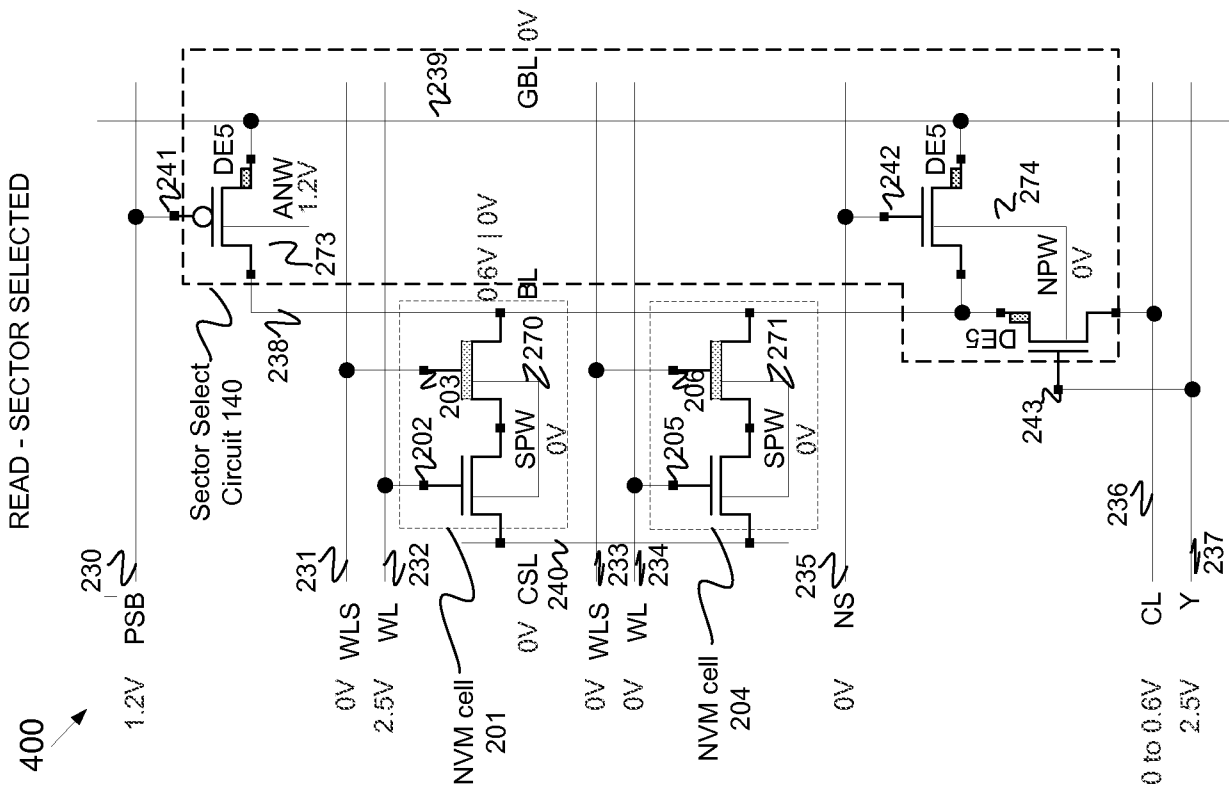 READ - SECTOR SELECTED
400
1.2V PSB 230
241
DE5
ANW
1.2V
273
Sector Select
Circuit 140
238
239
0V WLS 231
2.5V WL 232
0.6V | 0V
BL
GBL 0V
202
203
SPW
0V
270
NVM cell
201
0V CSL
240
0V WLS 233
0V WL 234
205
206
SPW
0V
271
NVM cell
204
0V NS 235
242
DE5
274
NPW
0V
DE5
243
0 to 0.6V CL 236
2.5V Y 237